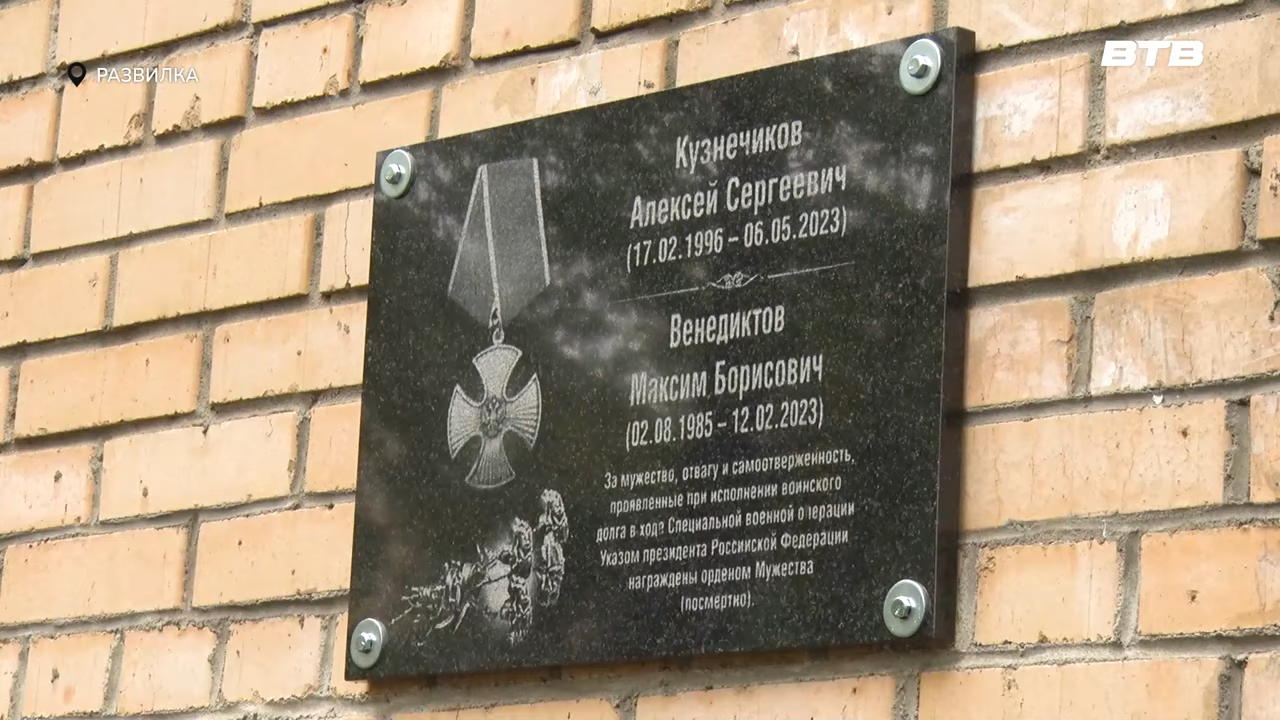 РАЗВИЛКА
ВТВ
Кузнечиков
Алексей Сергеевич
(17.02.1996 – 06.05.2023)
Венедиктов
Максим Борисович
(02.08.1985 – 12.02.2023)
За мужество, отвагу и самоотверженность,
проявленные при исполнении воинского
долга в ходе Специальной военной операции
Указом президента Российской Федерации
награждены орденом Мужества
(посмертно).